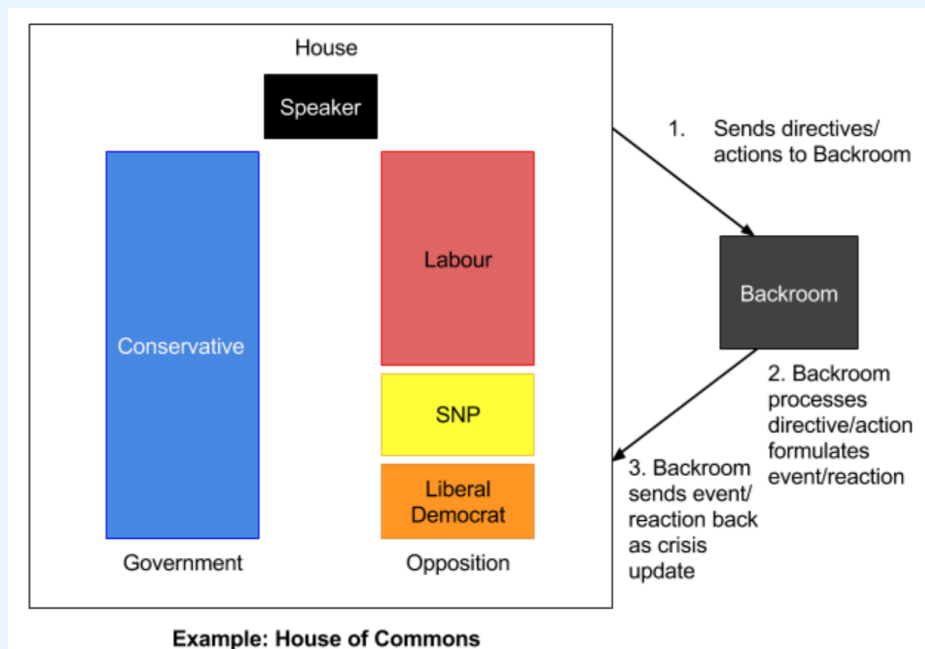 House
Speaker
1. Sends directives/
actions to Backroom
Labour
Backroom
Conservative
2. Backroom
processes
directive/action
formulates
event/reaction
SNP
3. Backroom
sends event/
reaction back
as crisis
update
Liberal
Democrat
Government
Opposition
Example: House of Commons